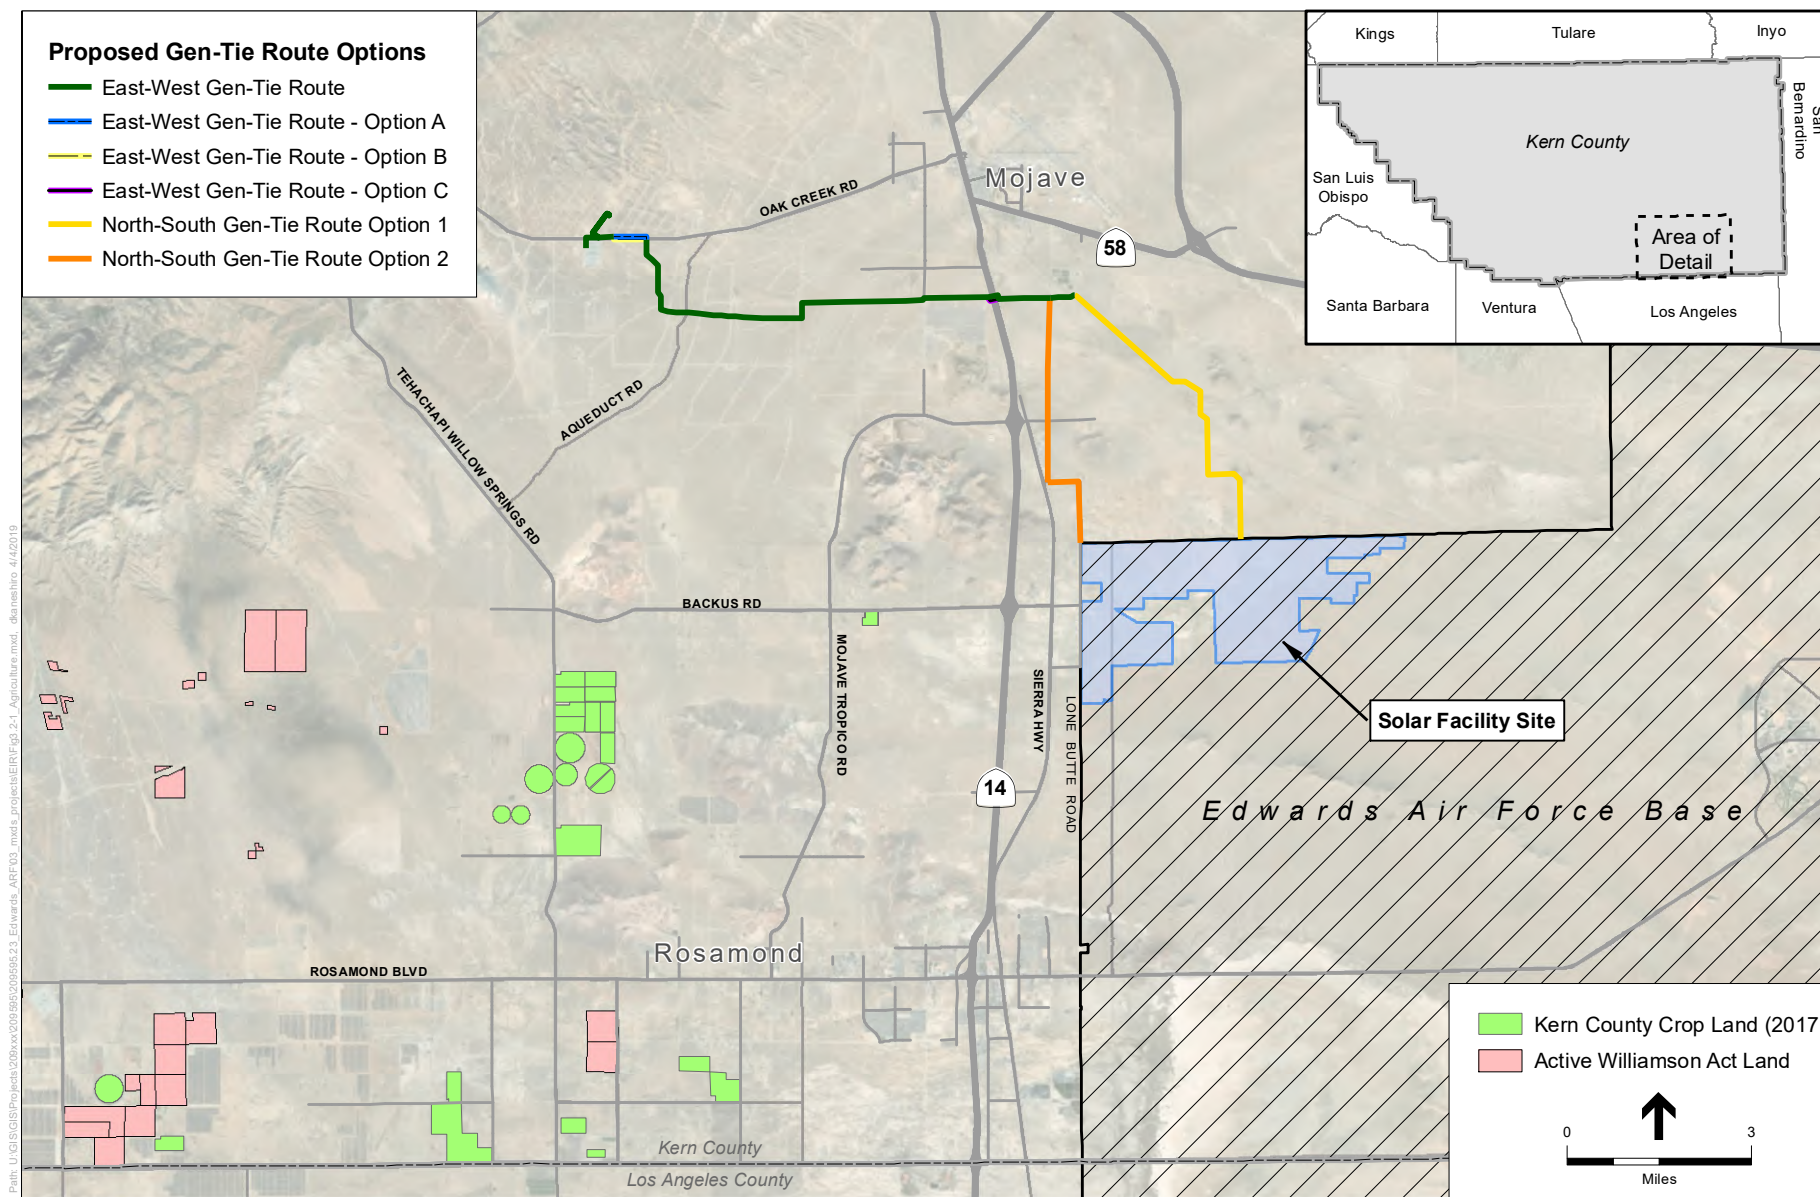 Proposed Gen-Tie Route Options
East-West Gen-Tie Route
East-West Gen-Tie Route - Option A
East-West Gen-Tie Route - Option B
East-West Gen-Tie Route - Option C
North-South Gen-Tie Route Option 1
North-South Gen-Tie Route Option 2
Kings
Tulare
Inyo
San
Bernardino
Kern County
San Luis
Obispo
Area of
Detail
Santa Barbara
Ventura
Los Angeles
Mojave
OAK CREEK RD
58
TEHACHAPI WILLOW SPRINGS RD
AQUEDUCT RD
BACKUS RD
MOJAVE TROPICO RD
SIERRA HWY
LONE BUTTE ROAD
14
Solar Facility Site
Edwards Air Force Base
Rosamond
ROSAMOND BLVD
Kern County
Los Angeles County
Kern County Crop Land (2017
Active Williamson Act Land
0 3
Miles